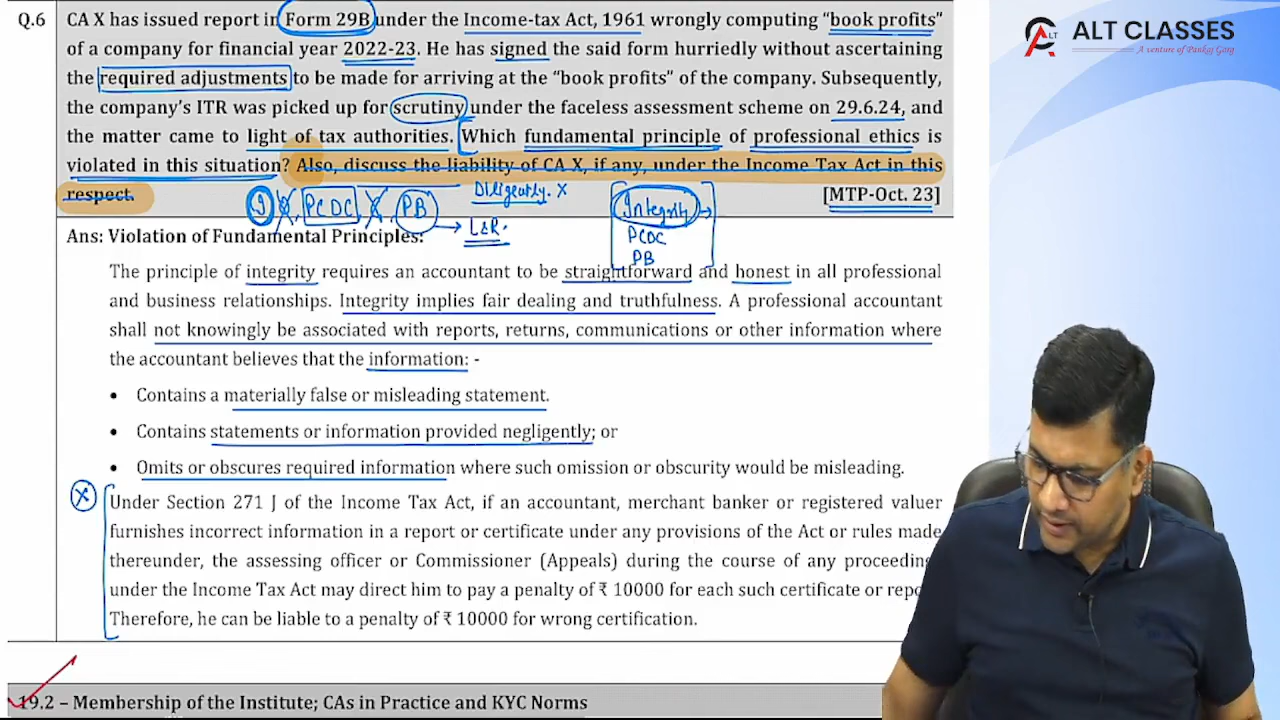 Q.6
CA X has issued report in Form 29B under the Income-tax Act, 1961 wrongly computing “book profits”
of a company for financial year 2022-23. He has signed the said form hurriedly without ascertaining
the required adjustments to be made for arriving at the “book profits” of the company. Subsequently,
the company’s ITR was picked up for scrutiny under the faceless assessment scheme on 29.6.24, and
the matter came to light of tax authorities. Which fundamental principle of professional ethics is
violated in this situation? Also, discuss the liability of CA X, if any, under the Income Tax Act in this
respect. [MTP-Oct. 23]
Diligently. X
I PCDC PB
L&R.
Integrity
PCDC
PB
Ans: Violation of Fundamental Principles:
The principle of integrity requires an accountant to be straightforward and honest in all professional
and business relationships. Integrity implies fair dealing and truthfulness. A professional accountant
shall not knowingly be associated with reports, returns, communications or other information where
the accountant believes that the information: -
• Contains a materially false or misleading statement.
• Contains statements or information provided negligently; or
• Omits or obscures required information where such omission or obscurity would be misleading.
X
Under Section 271 J of the Income Tax Act, if an accountant, merchant banker or registered valuer
furnishes incorrect information in a report or certificate under any provisions of the Act or rules made
thereunder, the assessing officer or Commissioner (Appeals) during the course of any proceeding
under the Income Tax Act may direct him to pay a penalty of ₹ 10000 for each such certificate or repo
Therefore, he can be liable to a penalty of ₹ 10000 for wrong certification.
19.2 – Membership of the Institute; CAs in Practice and KYC Norms
ALT
ALT CLASSES
A venture of Pankaj Garg